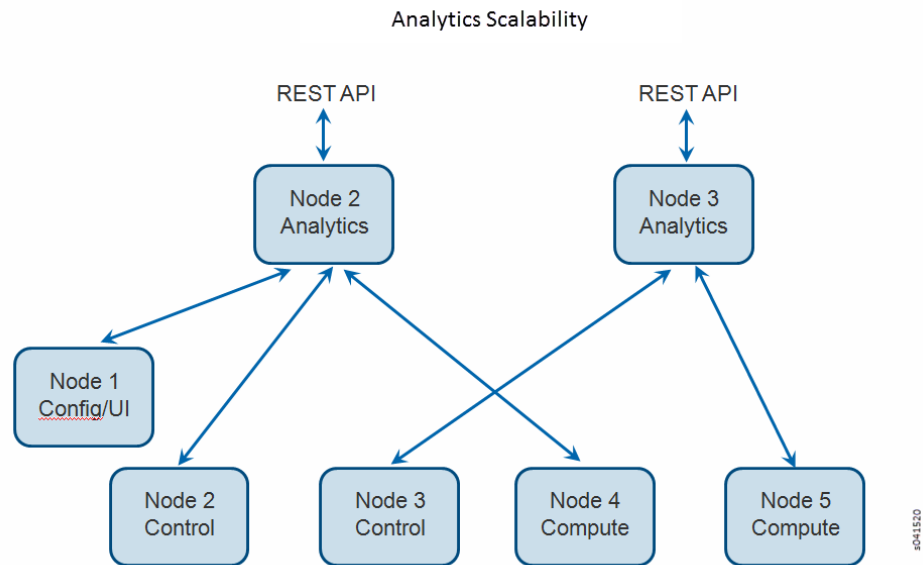 Analytics Scalability
REST API
REST API
Node 2
Analytics
Node 3
Analytics
Node 1
Config/UI
Node 2
Control
Node 3
Control
Node 4
Compute
Node 5
Compute
s041520